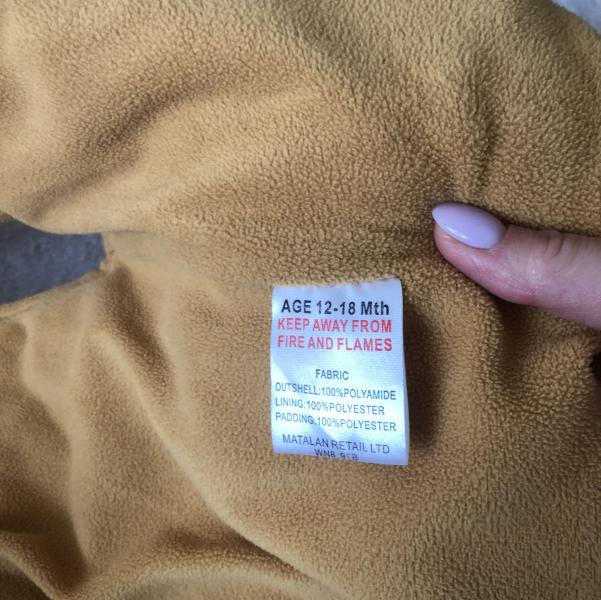 AGE 12-18 Mth
KEEP AWAY FROM
FIRE AND FLAMES
FABRIC
OUTSHELL:100%POLYAMIDE
LINING:100%POLYESTER
PADDING:100%POLYESTER
MATALAN RETAIL LTD
WN8